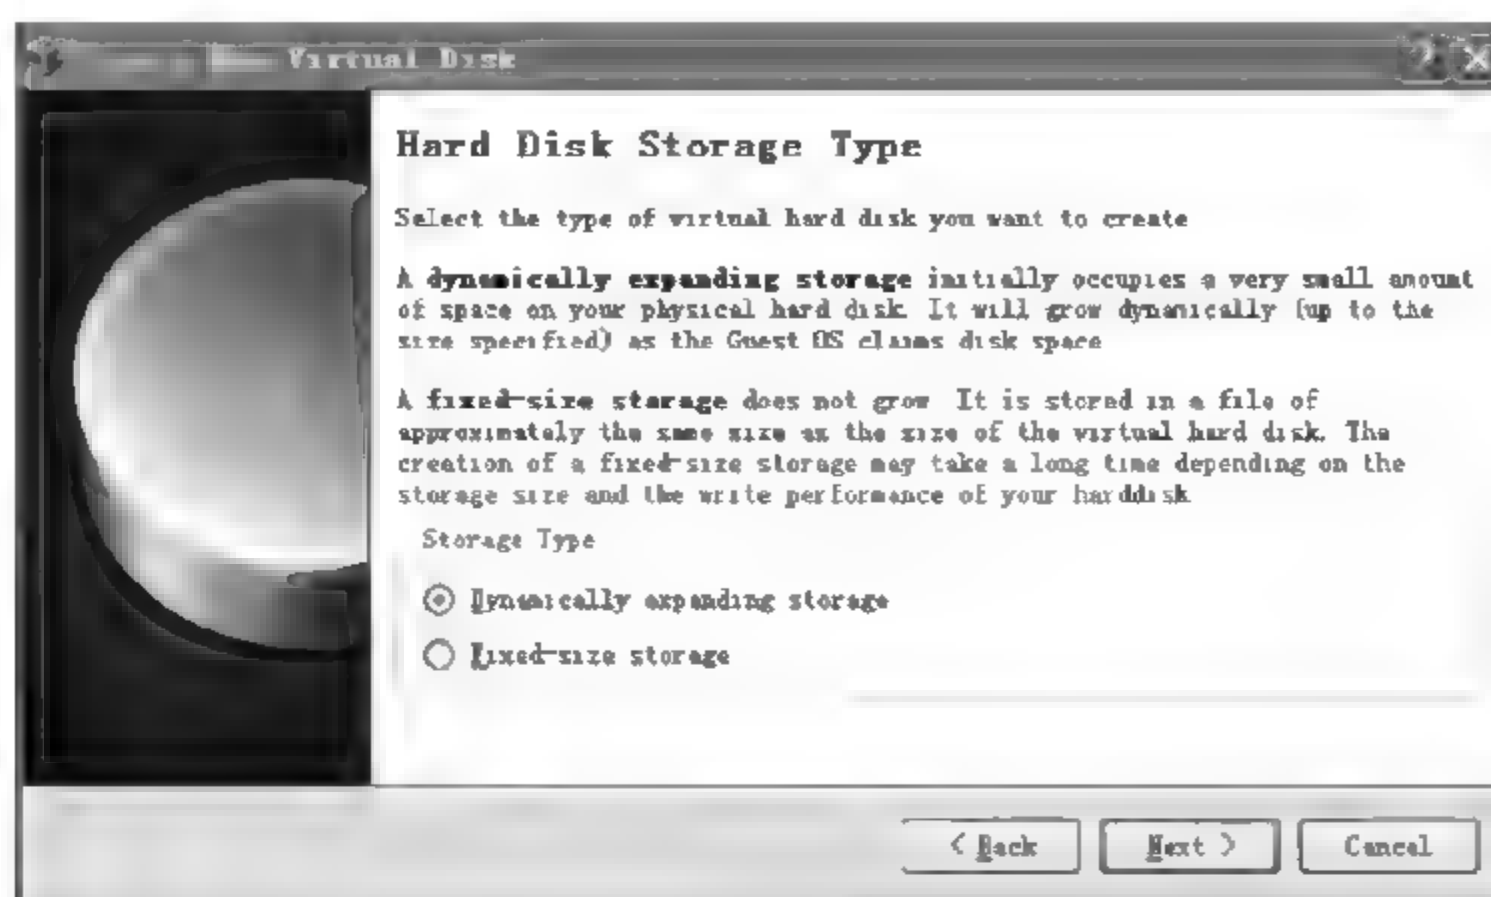 Virtual Disk
Hard Disk Storage Type
Select the type of virtual hard disk you want to create
A dynamically expanding storage initially occupies a very small amount
of space on your physical hard disk. It will grow dynamically (up to the
size specified) as the Guest OS claims disk space
A fixed-size storage does not grow It is stored in a file of
approximately the same size as the size of the virtual hard disk. The
creation of a fixed-size storage may take a long time depending on the
storage size and the write performance of your harddisk
Storage Type
Dynamically expanding storage
Fixed-size storage
< Back
Next >
Cancel